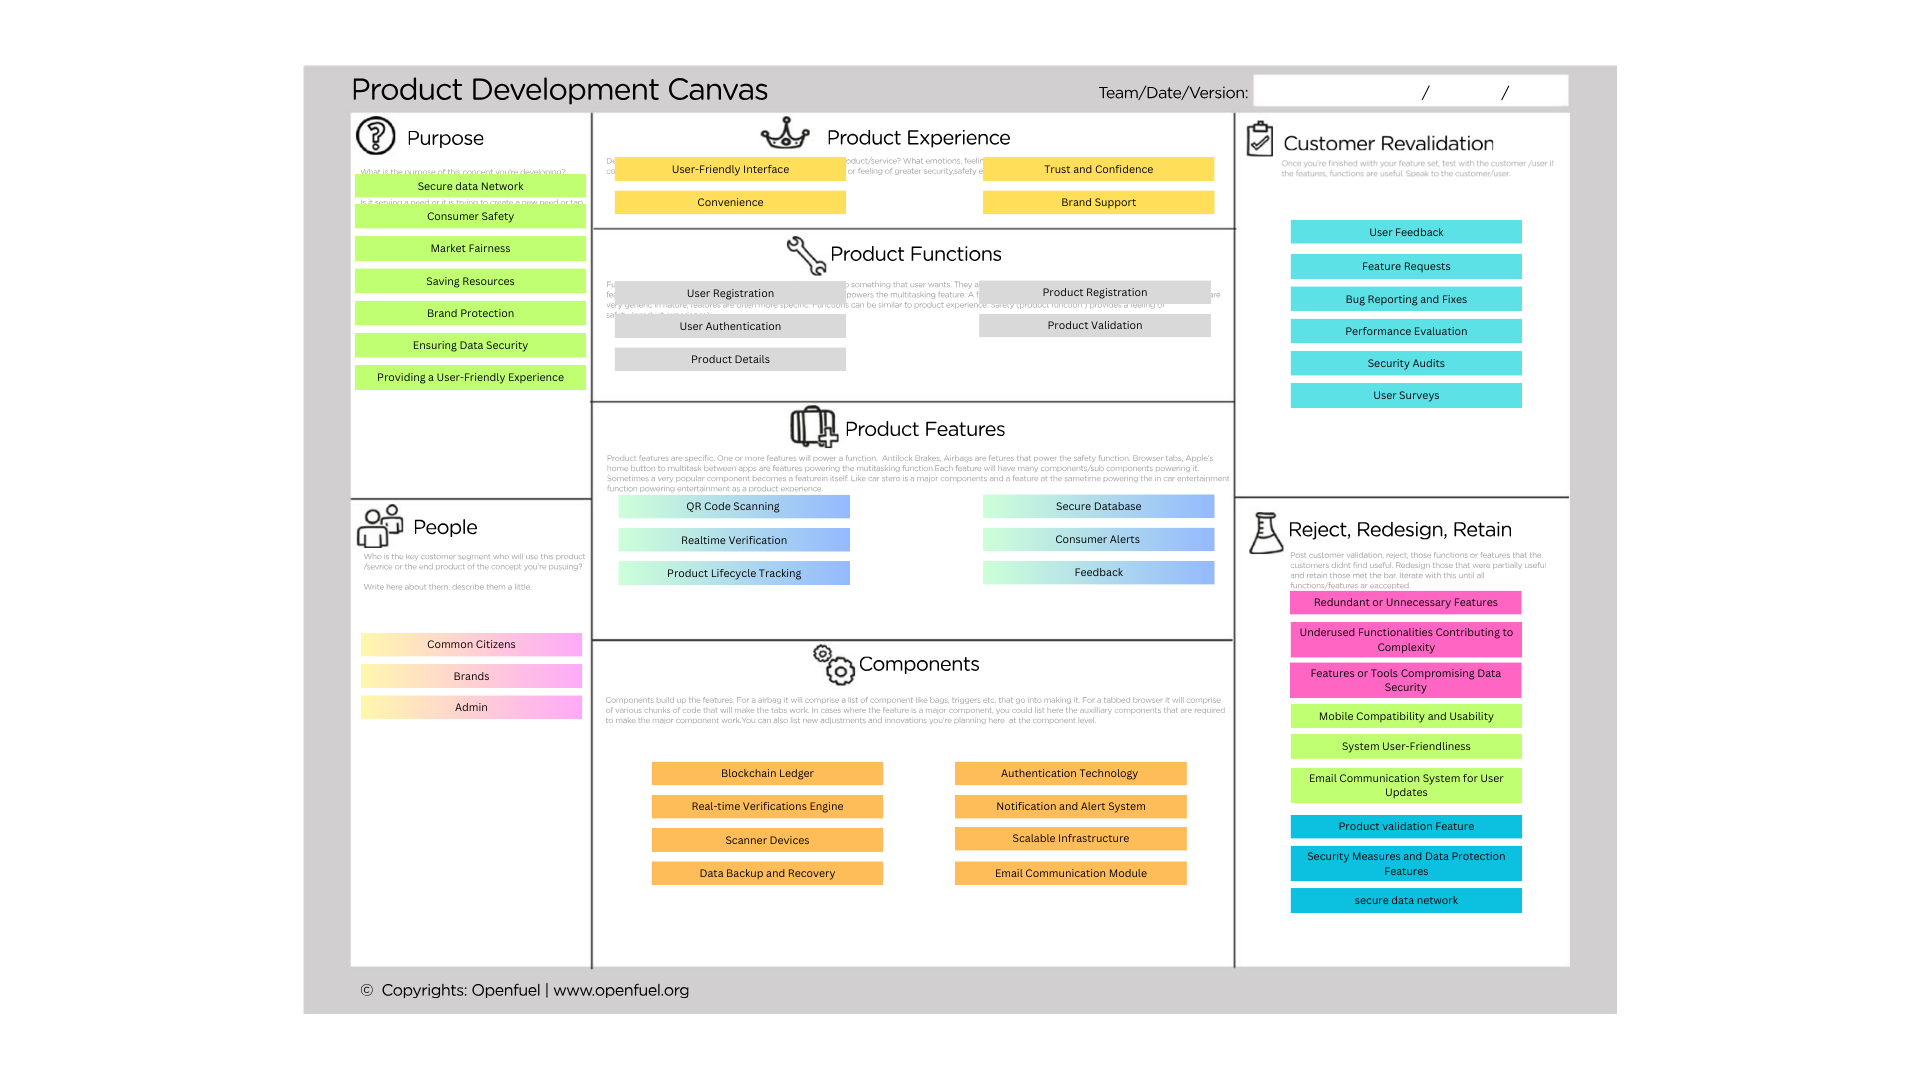 Product Development Canvas
Team/Date/Version:
/ /
Purpose
What is the purpose of this concept you're developing?
Secure data Network
Is it serving a need or it is trying to create a new need or tap
Consumer Safety
Market Fairness
Saving Resources
Brand Protection
Ensuring Data Security
Providing a User-Friendly Experience
People
Who is the key customer segment who will use this product
/sevrice or the end product of the concept you're pusuing?
Write here about them, describe them a little.
Common Citizens
Brands
Admin
Product Experience
oduct/service? What emotions, feelin
or feeling of greater security,safety e
User-Friendly Interface
Trust and Confidence
Convenience
Brand Support
Product Functions
something that user wants. They a
powers the multitasking feature. A f
are
very generic in nature, features are often more specific. Functions can be similar to product experience. Safety (product function ) provides a feeling of
User Registration
Product Registration
User Authentication
Product Validation
Product Details
Product Features
Product features are specific. One or more features will power a function. Antilock Brakes, Airbags are fetures that power the safety function. Browser tabs, Apple's
home button to multitask between apps are features powering the mutitasking function.Each feature will have many components/sub components powering it.
Sometimes a very popular component becomes a featurein itself. Like car stero is a major components and a feature at the sametime powering the in car entertainment
function powering entertainment as a product experience.
QR Code Scanning
Secure Database
Realtime Verification
Consumer Alerts
Product Lifecycle Tracking
Feedback
Components
Components build up the features. For a airbag it will comprise a list of component like bags, triggers etc. that go into making it. For a tabbed browser it will comprise
of various chunks of code that will make the tabs work. In cases where the feature is a major component, you could list here the auxilliary components that are required
to make the major component work.You can also list new adjustments and innovations you're planning here at the component level.
Blockchain Ledger
Authentication Technology
Real-time Verifications Engine
Notification and Alert System
Scanner Devices
Scalable Infrastructure
Data Backup and Recovery
Email Communication Module
Customer Revalidation
Once you're finished with your feature set, test with the customer /user if
the features, functions are useful. Speak to the customer/user.
User Feedback
Feature Requests
Bug Reporting and Fixes
Performance Evaluation
Security Audits
User Surveys
Reject, Redesign, Retain
Post customer validation, reject, those functions or features that the
customers didnt find useful. Redesign those that were partially useful
and retain those met the bar. Iterate with this until all
functions/features ar eaccepted.
Redundant or Unnecessary Features
Underused Functionalities Contributing to
Complexity
Features or Tools Compromising Data
Security
Mobile Compatibility and Usability
System User-Friendliness
Email Communication System for User
Updates
Product validation Feature
Security Measures and Data Protection
Features
secure data network
© Copyrights: Openfuel | www.openfuel.org